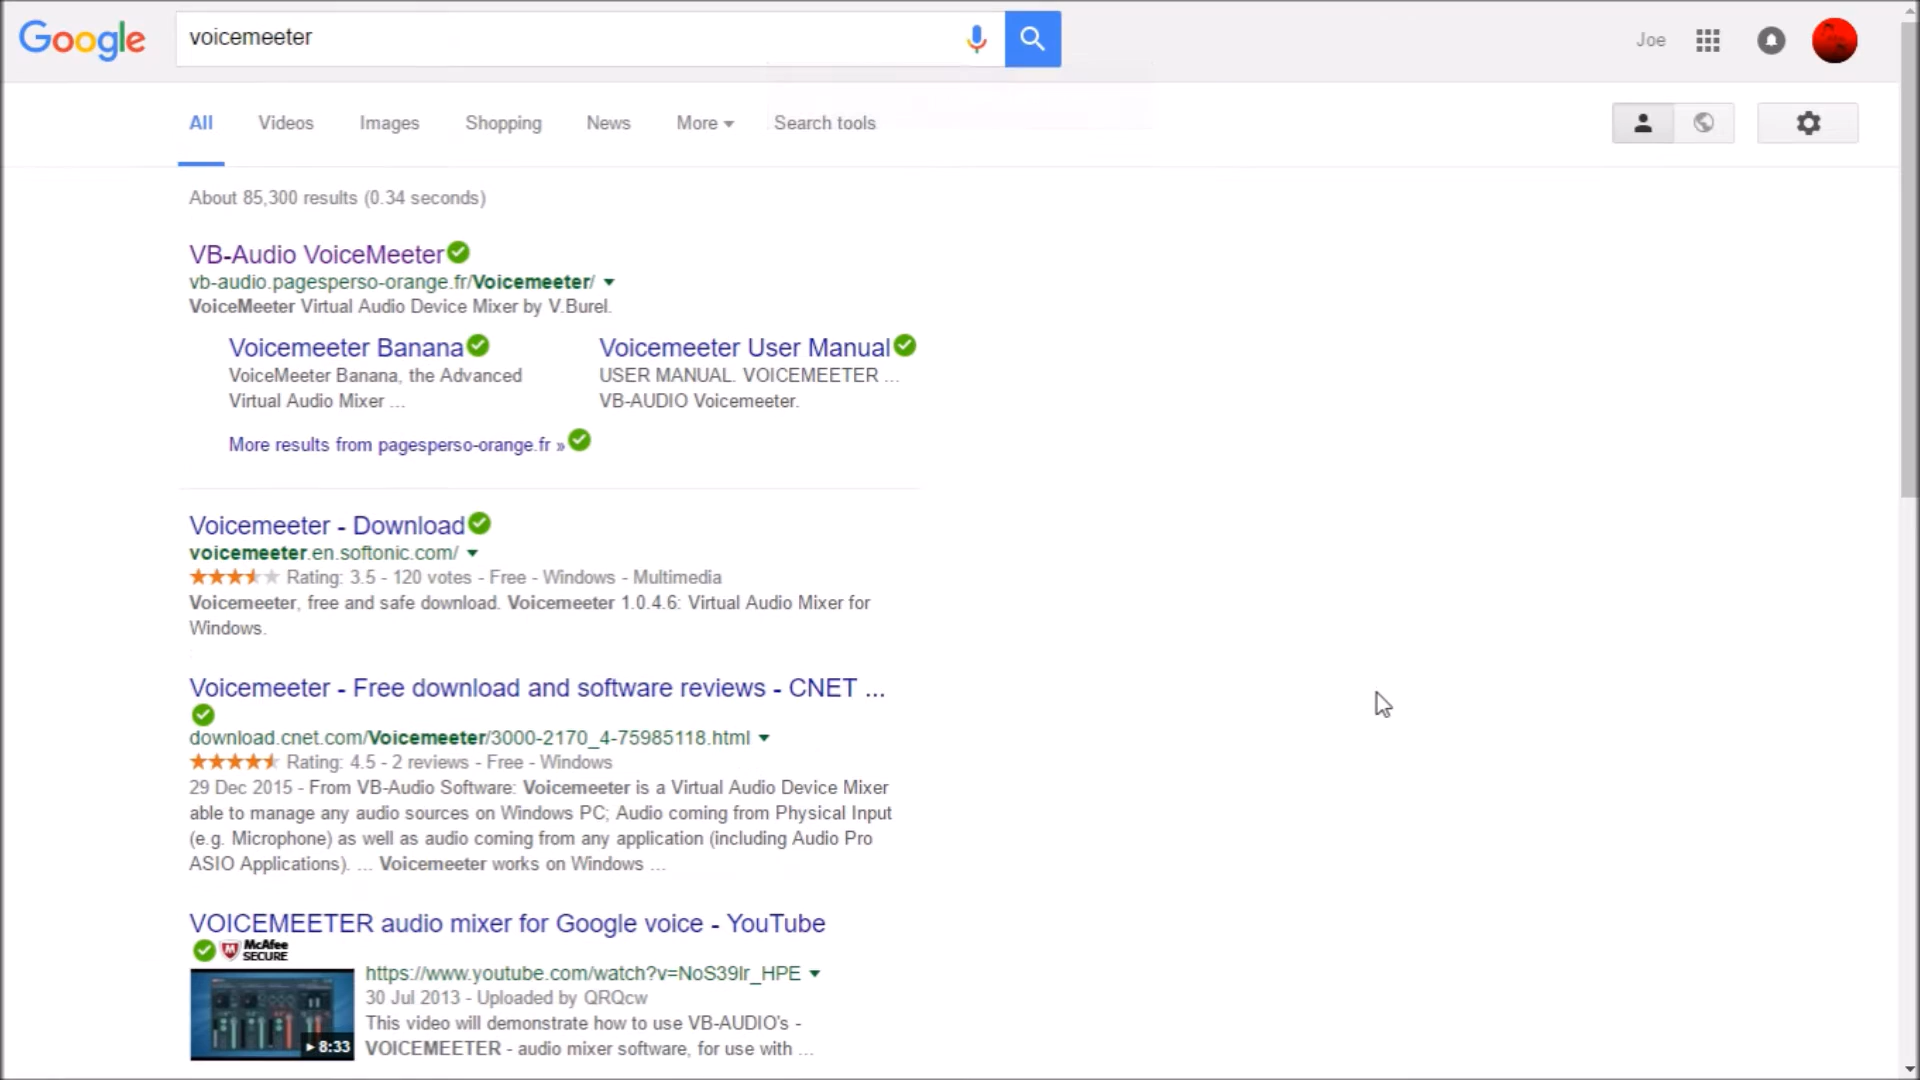 Google
voicemeeter
Joe
All Videos Images Shopping News More Search tools
About 85,300 results (0.34 seconds)
VB-Audio VoiceMeeter
vb-audio.pagesperso-orange.fr/Voicemeeter/
VoiceMeeter Virtual Audio Device Mixer by V.Burel.
Voicemeeter Banana
VoiceMeeter Banana, the Advanced
Virtual Audio Mixer ...
Voicemeeter User Manual
USER MANUAL. VOICEMEETER ...
VB-AUDIO Voicemeeter.
More results from pagesperso-orange.fr »
Voicemeeter - Download
voicemeeter.en.softonic.com/
Rating: 3.5 - 120 votes - Free - Windows - Multimedia
Voicemeeter, free and safe download. Voicemeeter 1.0.4.6: Virtual Audio Mixer for
Windows.
Voicemeeter - Free download and software reviews - CNET ...
download.cnet.com/Voicemeeter/3000-2170_4-75985118.html
Rating: 4.5 - 2 reviews - Free - Windows
29 Dec 2015 - From VB-Audio Software: Voicemeeter is a Virtual Audio Device Mixer
able to manage any audio sources on Windows PC; Audio coming from Physical Input
(e.g. Microphone) as well as audio coming from any application (including Audio Pro
ASIO Applications). ... Voicemeeter works on Windows ...
VOICEMEETER audio mixer for Google voice - YouTube
McAfee
SECURE
https://www.youtube.com/watch?v=NoS39Ir_HPE
30 Jul 2013 - Uploaded by QRQcw
This video will demonstrate how to use VB-AUDIO's -
VOICEMEETER - audio mixer software, for use with ...
8:33